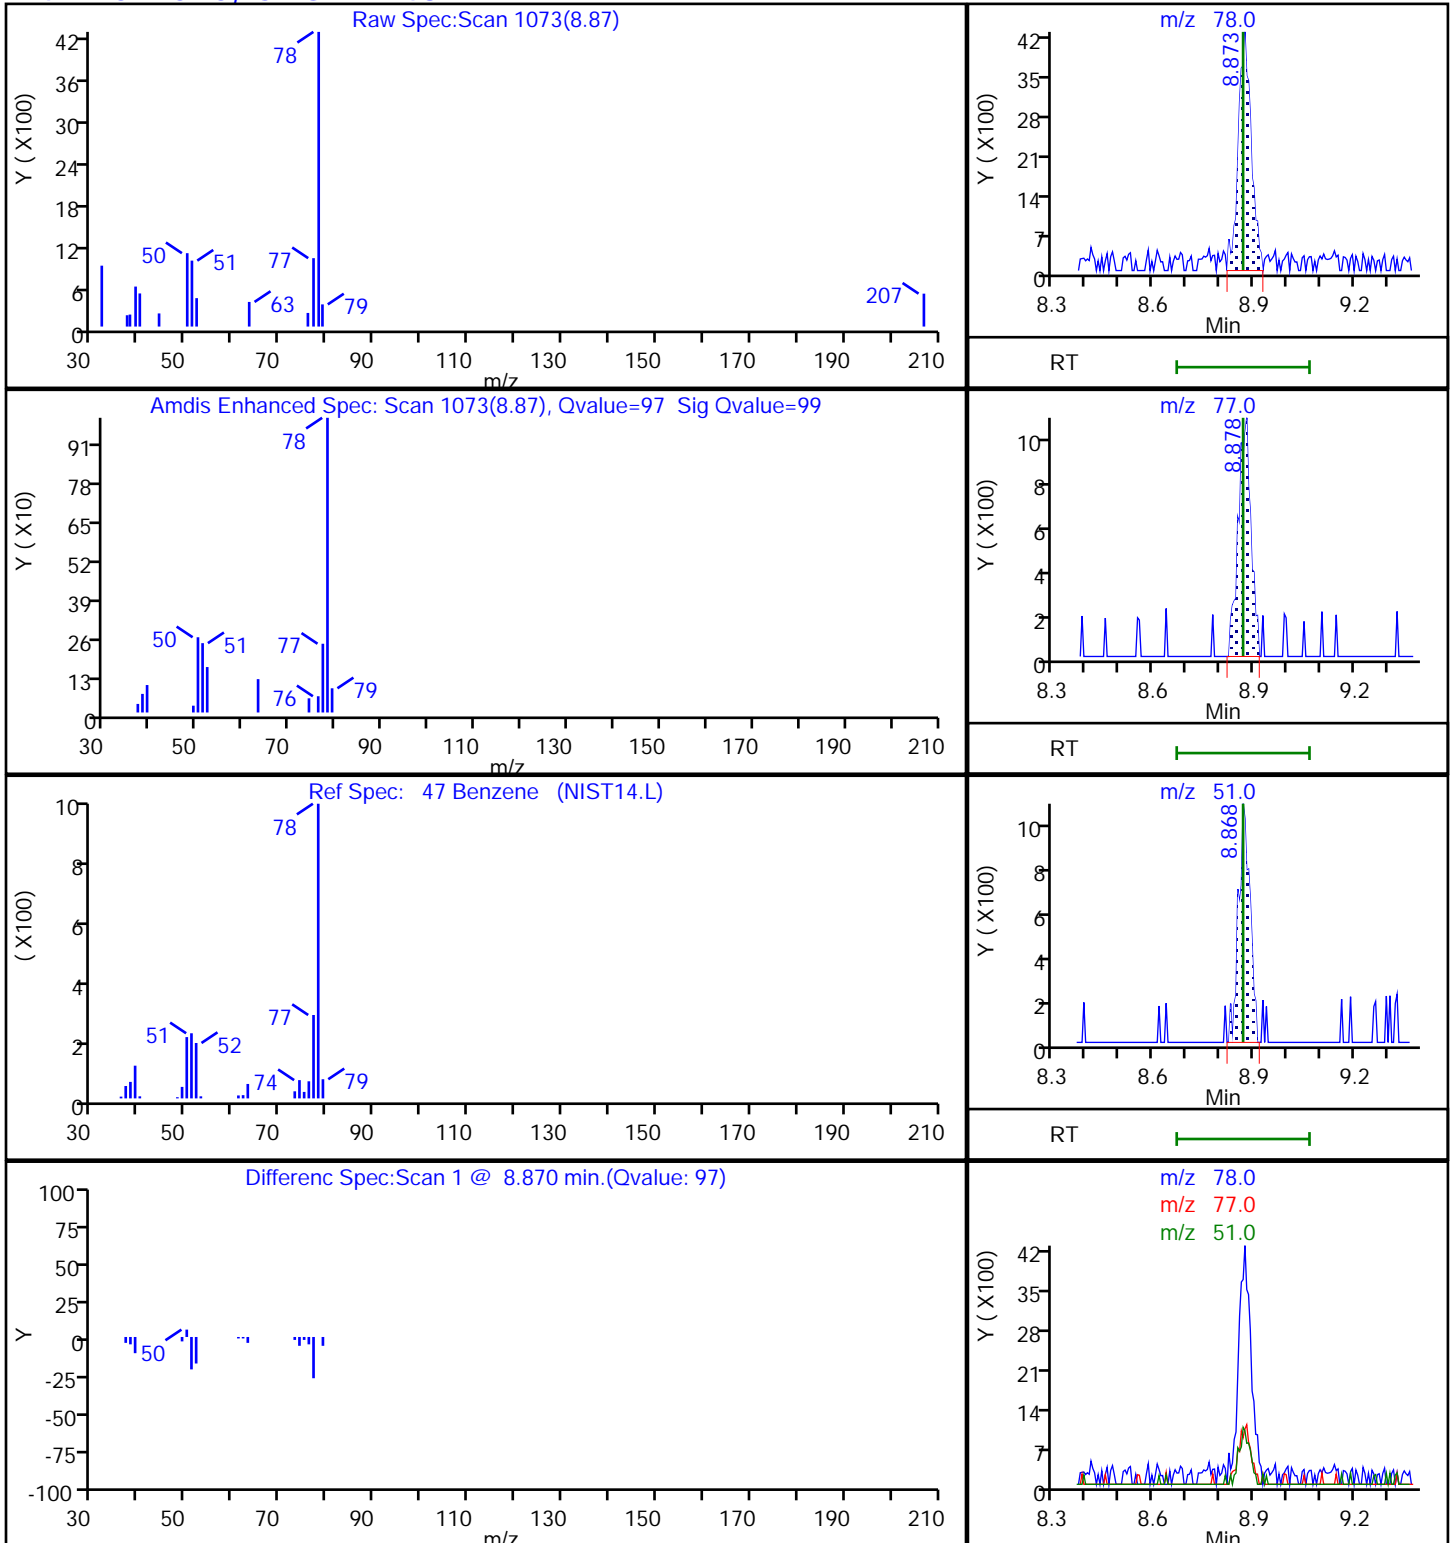 Raw Spec:Scan 1073(8.87)
Y ( X100)
42
36
30
24
18
12
6
0
78
50
51
77
63
79
207
30 50 70 90 110 130 150 170 190 210
m/z
m/z 78.0
Y ( X100)
42
35
28
21
14
7
0
8.873
8.3 8.6 8.9 9.2
Min
RT
Amdis Enhanced Spec: Scan 1073(8.87), Qvalue=97 Sig Qvalue=99
Y ( X10)
91
78
65
52
39
26
13
0
78
50
51
77
76
79
30 50 70 90 110 130 150 170 190 210
m/z
m/z 77.0
Y ( X100)
10
8
6
4
2
0
8.878
8.3 8.6 8.9 9.2
Min
RT
Ref Spec: 47 Benzene (NIST14.L)
( X100)
10
8
6
4
2
0
78
77
51
52
74
79
30 50 70 90 110 130 150 170 190 210
m/z 51.0
Y ( X100)
10
8
6
4
2
0
8.868
8.3 8.6 8.9 9.2
Min
RT
Differenc Spec:Scan 1 @ 8.870 min.(Qvalue: 97)
Y
100
75
50
25
0
-25
-50
-75
-100
50
30 50 70 90 110 130 150 170 190 210
m/z
m/z 78.0
m/z 77.0
m/z 51.0
Y ( X100)
42
35
28
21
14
7
0
8.3 8.6 8.9 9.2
Min